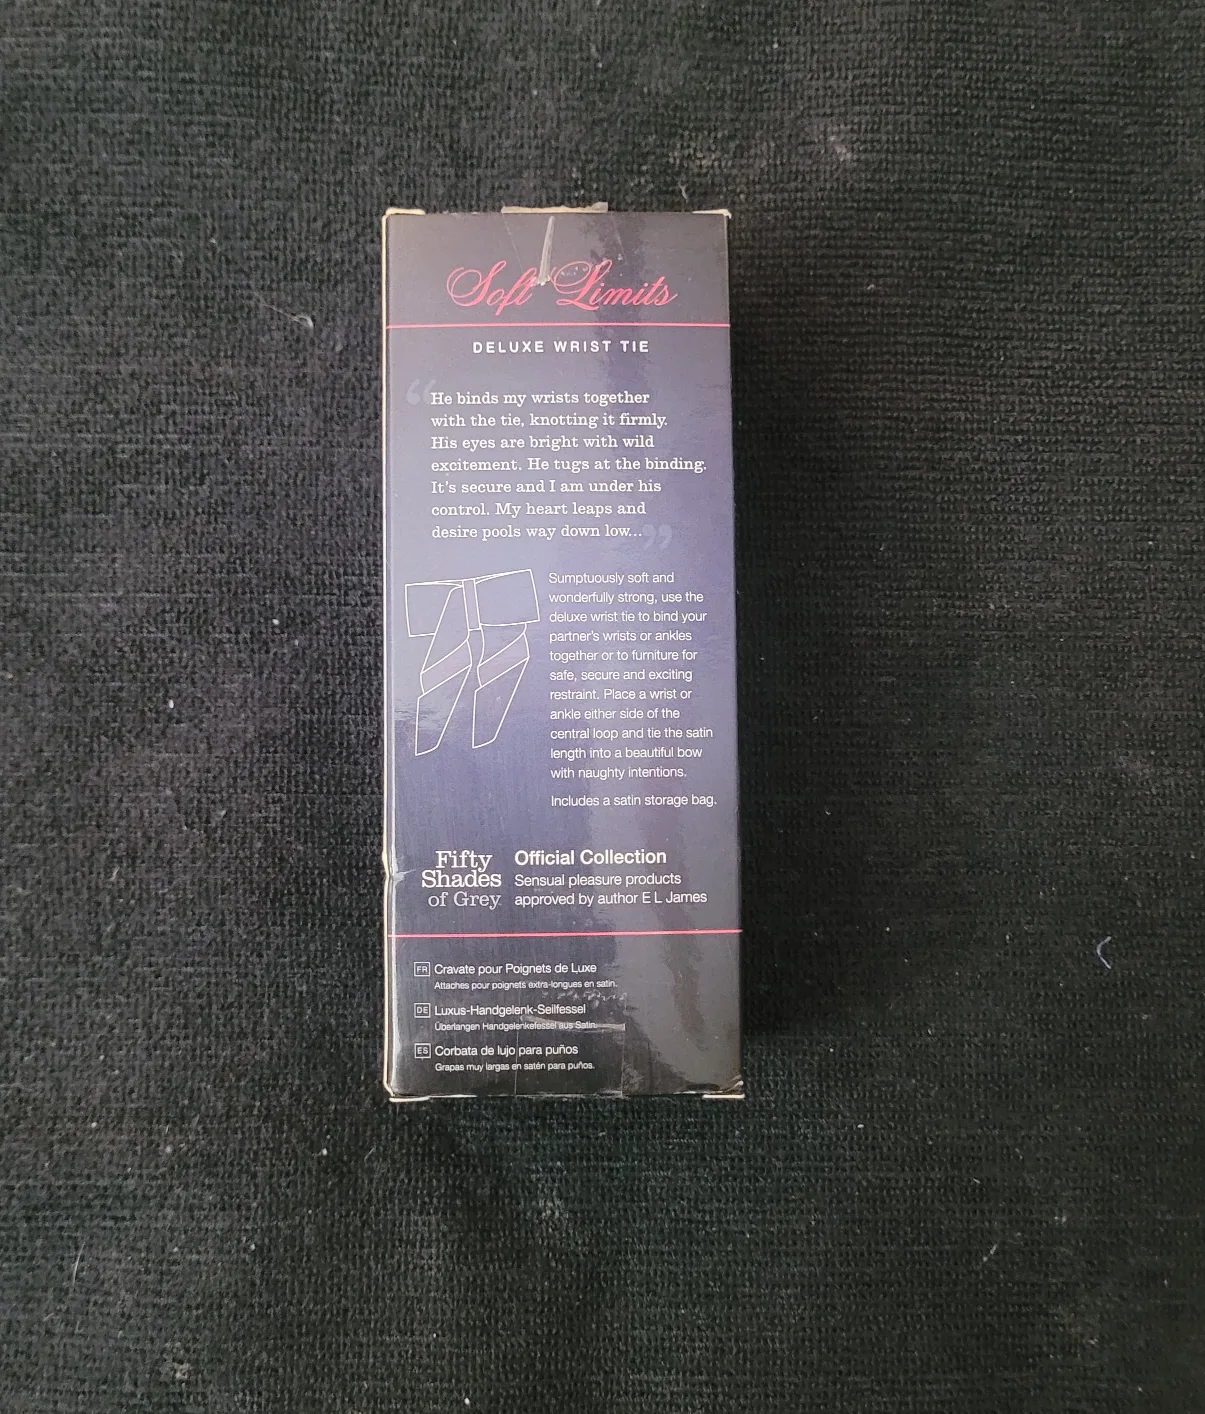 Soft Limits
DELUXE WRIST TIE
“He binds my wrists together
with the tie, knotting it firmly.
His eyes are bright with wild
excitement. He tugs at the binding.
It's secure and I am under his
control. My heart leaps and
desire pools way down low...”
Sumptuously soft and
wonderfully strong, use the
deluxe wrist tie to bind your
partner's wrists or ankles
together or to furniture for
safe, secure and exciting
restraint. Place a wrist or
ankle either side of the
central loop and tie the satin
length into a beautiful bow
with naughty intentions.
Includes a satin storage bag.
Fifty
Shades
of Grey
Official Collection
Sensual pleasure products
approved by author E L James
FR Cravate pour Poignets de Luxe
Attaches pour poignets extra-longues en satin.
DE Luxus-Handgelenk-Seilfessel
Überlangen Handgelenkefessel aus Satin.
ES Corbata de lujo para puños
Grapas muy largas en satén para puños.